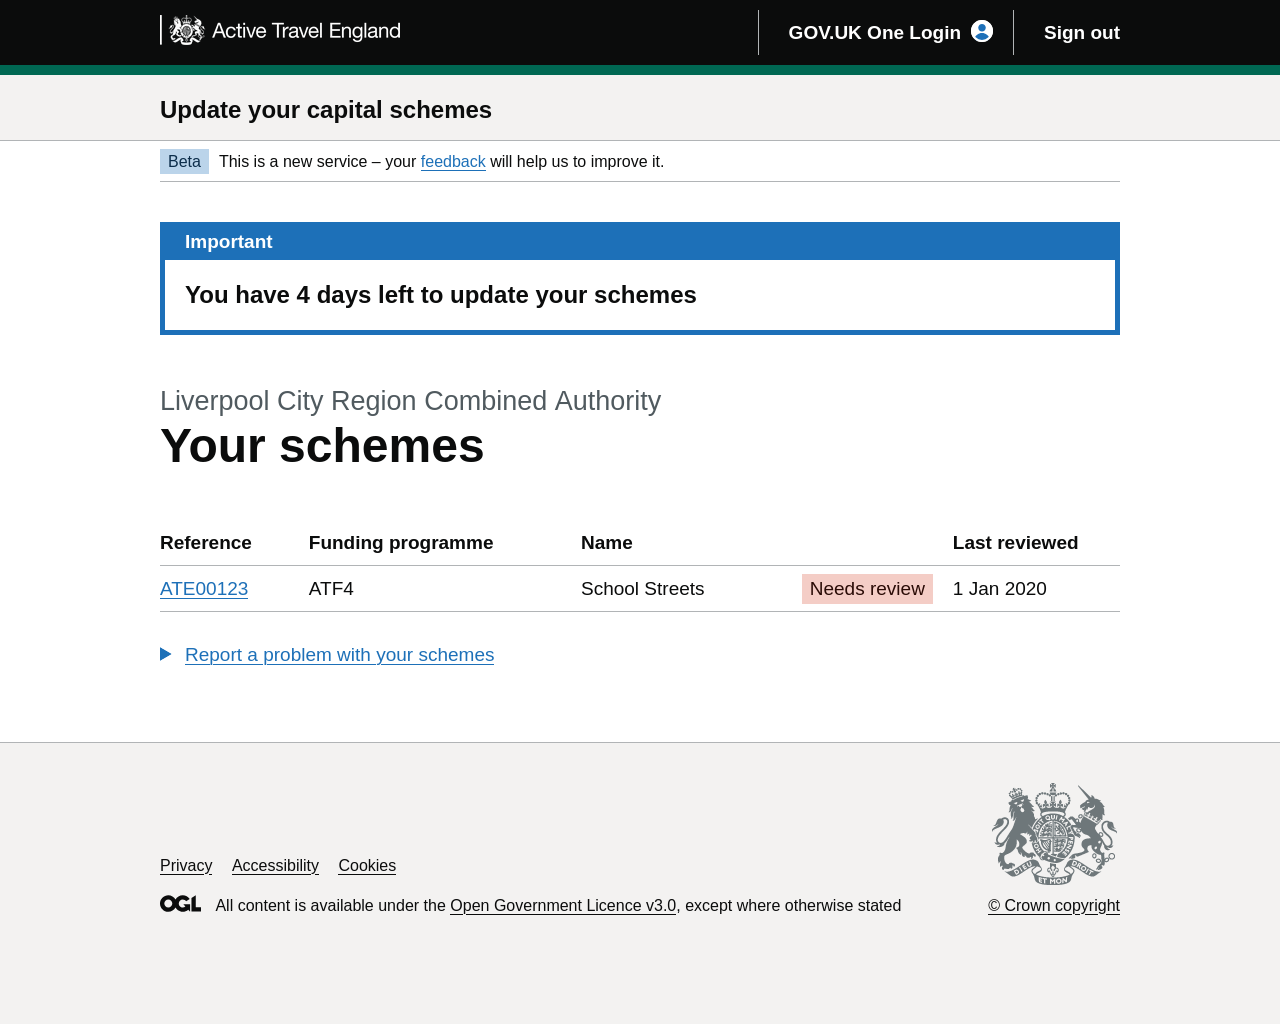 Active Travel England
GOV.UK One Login
Sign out
Update your capital schemes
Beta
This is a new service – your feedback will help us to improve it.
Important
You have 4 days left to update your schemes
Liverpool City Region Combined Authority
Your schemes
Reference Funding programme Name Last reviewed
ATE00123 ATF4 School Streets Needs review 1 Jan 2020
Report a problem with your schemes
Privacy Accessibility Cookies
OGL All content is available under the Open Government Licence v3.0, except where otherwise stated
© Crown copyright